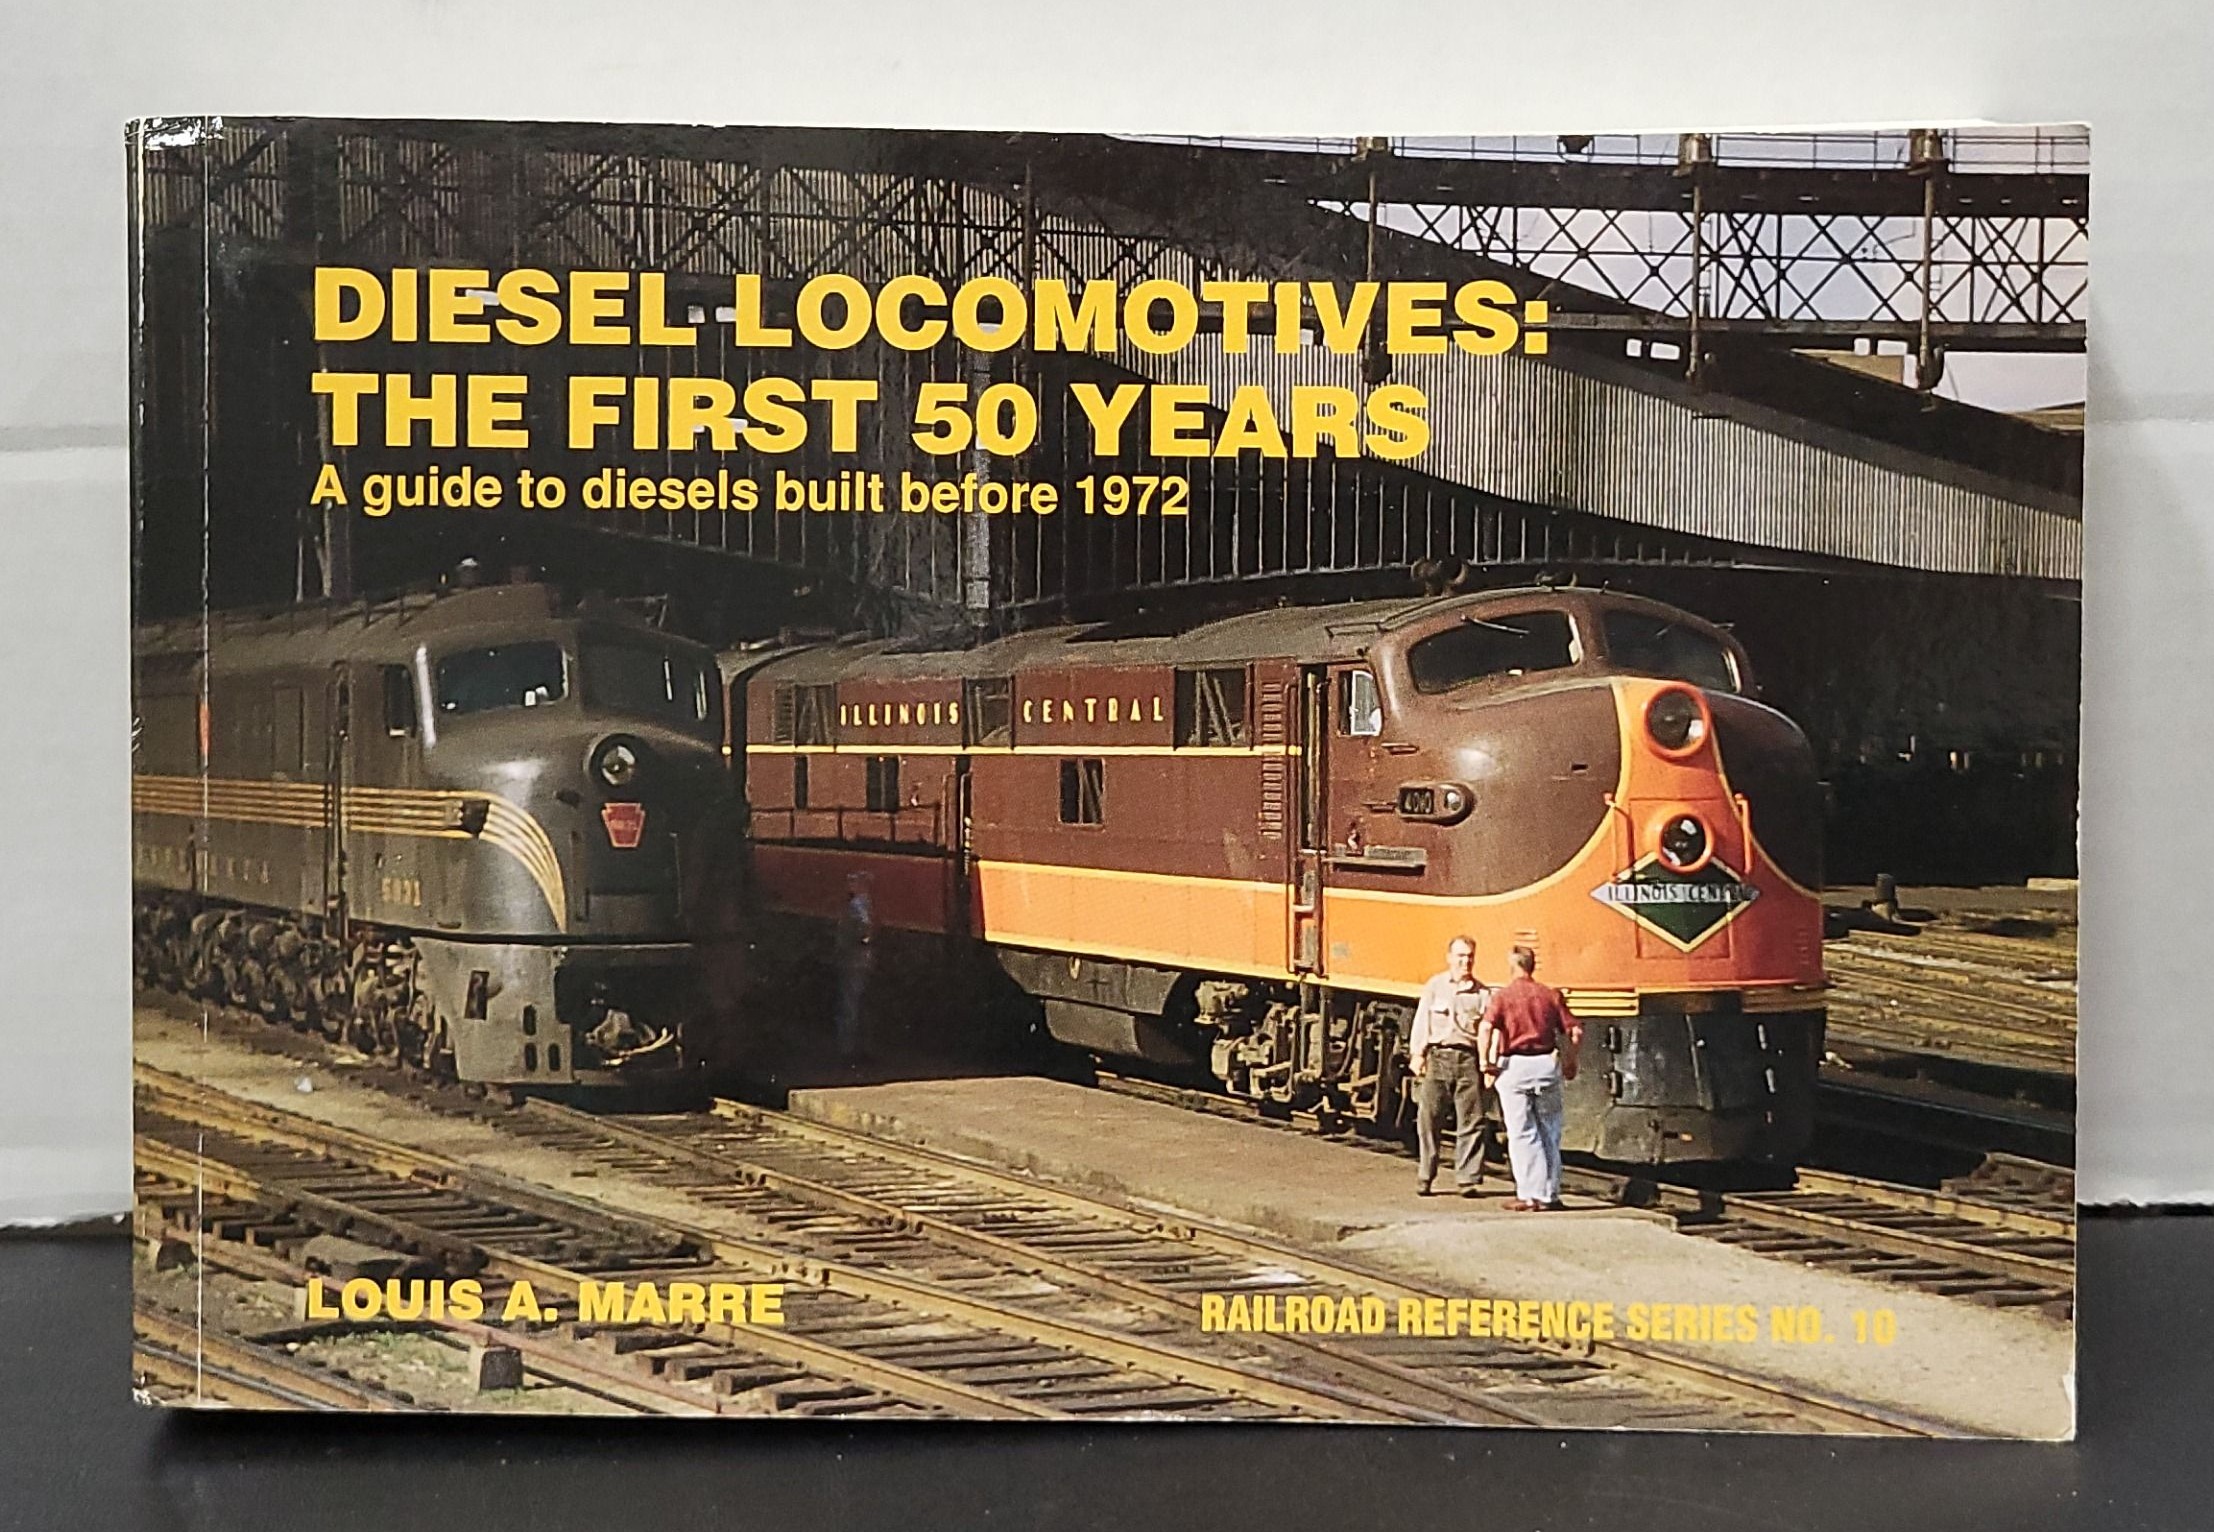 DIESEL LOCOMOTIVES:
THE FIRST 50 YEARS
A guide to diesels built before 1972
ILLINOIS CENTRAL
ILLINOIS CENTRAL
LOUIS A. MARRE
RAILROAD REFERENCE SERIES NO. 10